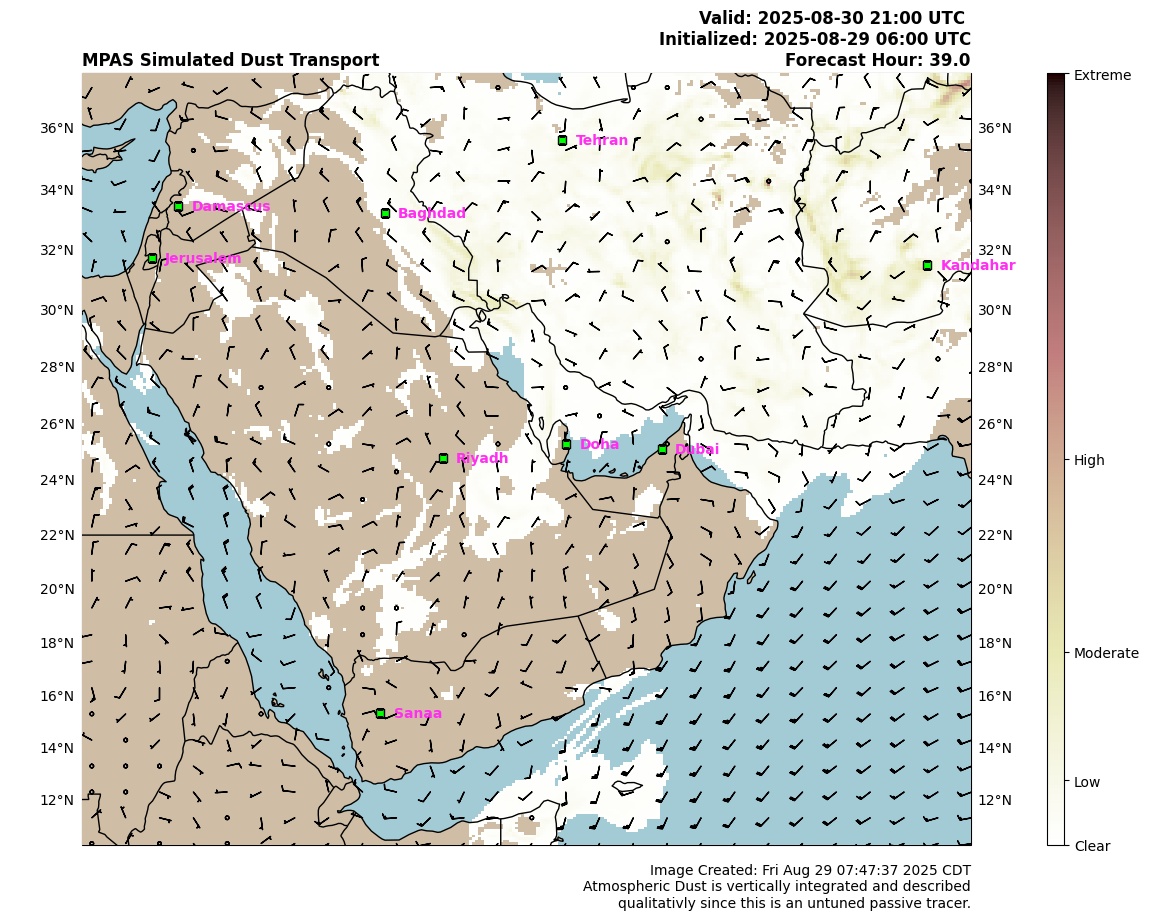 Valid: 2025-08-30 21:00 UTC
Initialized: 2025-08-29 06:00 UTC
MPAS Simulated Dust Transport
Forecast Hour: 39.0
Extreme
36°N
36°N
Tehran
34°N
34°N
Damascus
Baghdad
32°N
32°N
Jerusalem
Kandahar
30°N
30°N
28°N
28°N
26°N
26°N
Doha
Dubai
Riyadh
High
24°N
24°N
22°N
22°N
20°N
20°N
18°N
18°N
Moderate
16°N
16°N
Sanaa
14°N
14°N
Low
12°N
12°N
Clear
Image Created: Fri Aug 29 07:47:37 2025 CDT
Atmospheric Dust is vertically integrated and described
qualitativly since this is an untuned passive tracer.